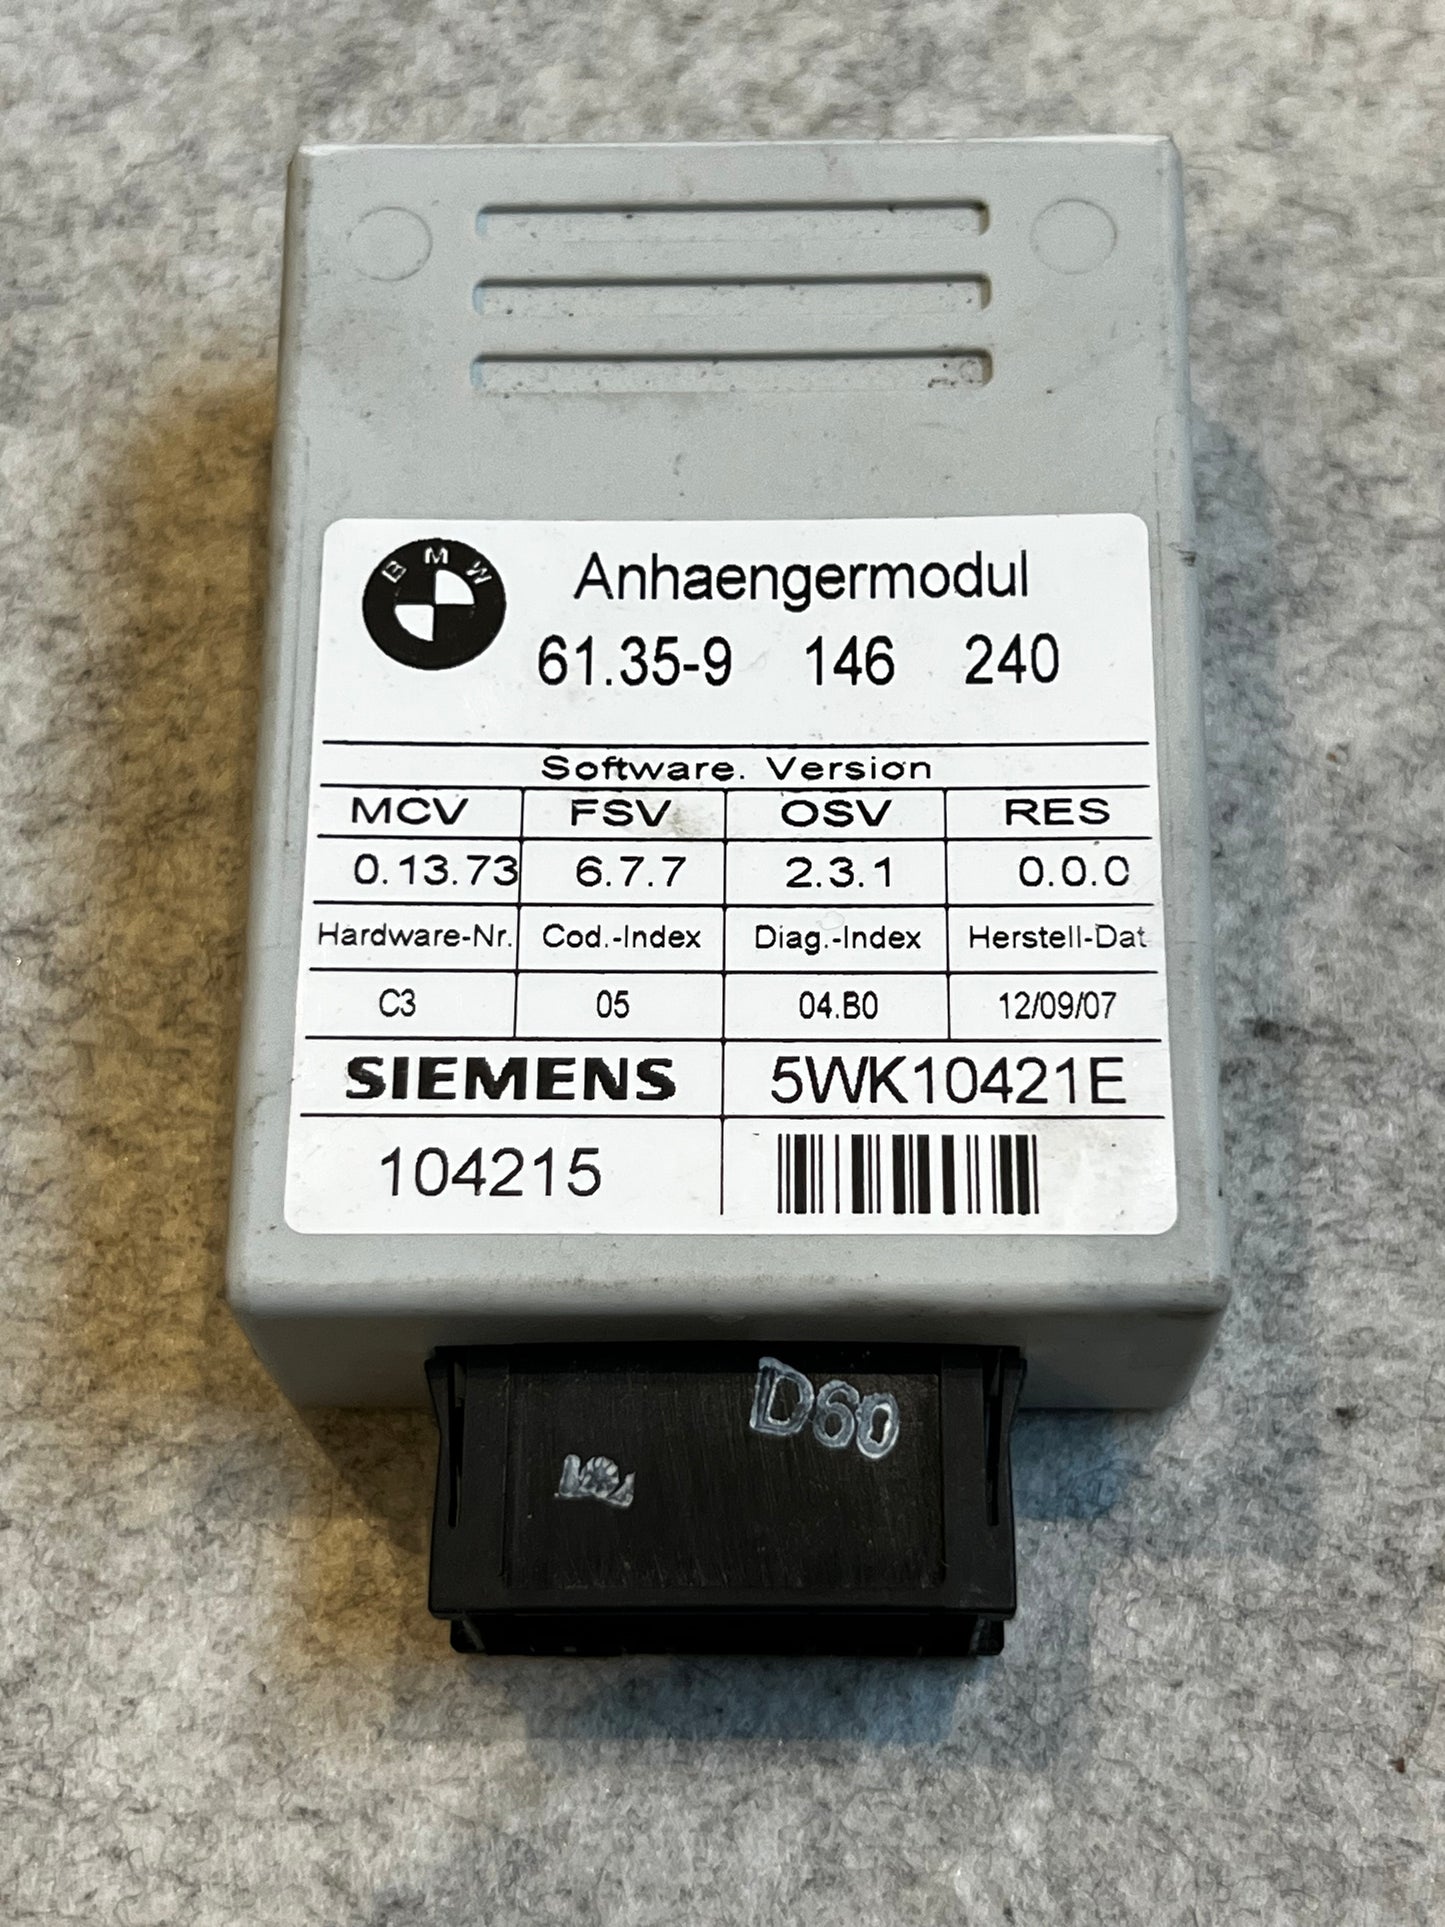 BMW
Anhaengermodul
61.35-9 146 240
Software. Version
MCV FSV OSV RES
0.13.73 6.7.7 2.3.1 0.0.0
Hardware-Nr. Cod.-Index Diag.-Index Herstell-Dat
C3 05 04.B0 12/09/07
SIEMENS 5WK10421E
104215
D60